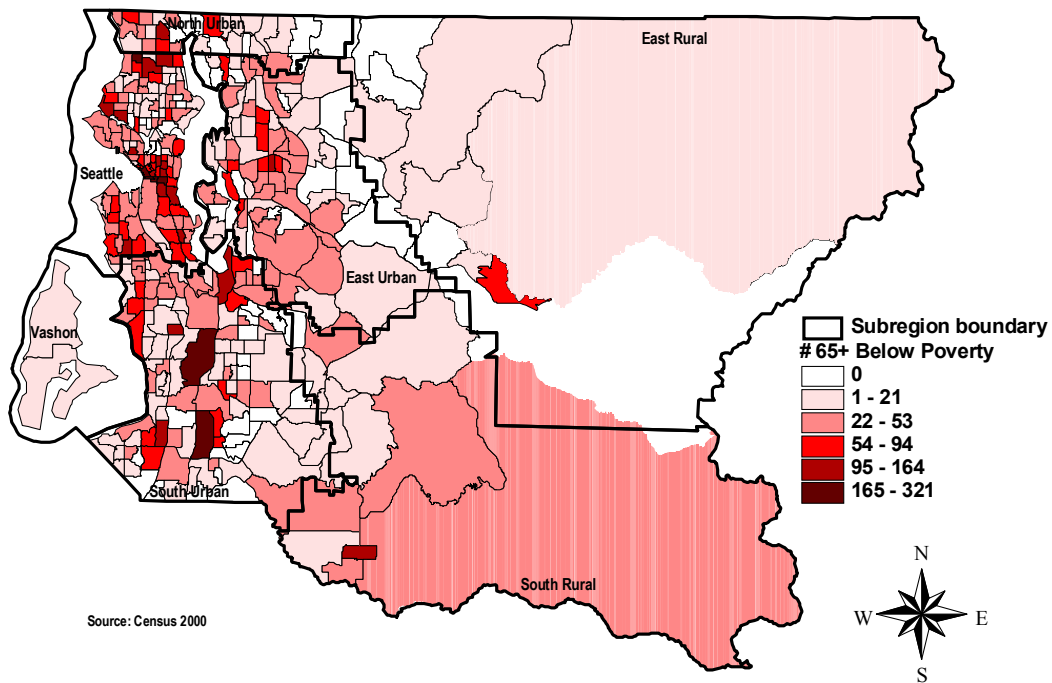 North Urban
East Rural
Seattle
East Urban
Vashon
Subregion boundary
# 65+ Below Poverty
0
1 - 21
22 - 53
54 - 94
95 - 164
165 - 321
South Urban
South Rural
Source: Census 2000
N
W E
S